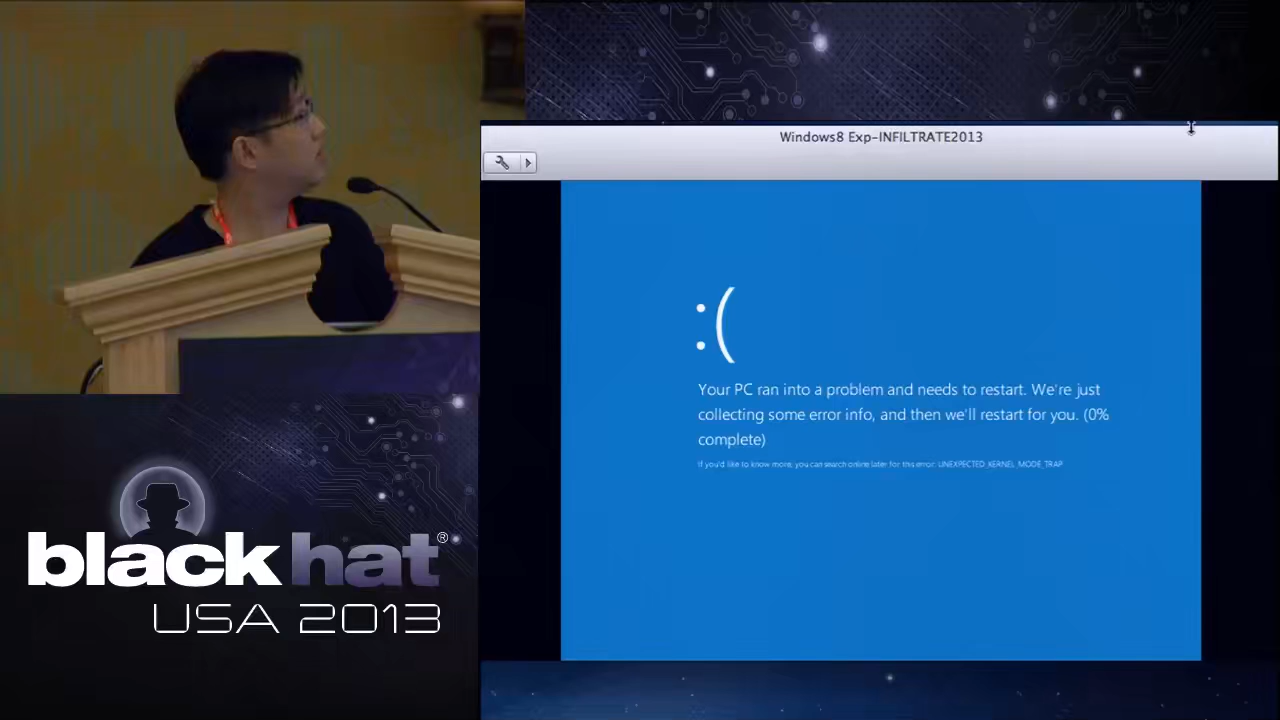 Windows8 Exp-INFILTRATE2013
:(
Your PC ran into a problem and needs to restart. We're just
collecting some error info, and then we'll restart for you. (0%
complete)
If you'd like to know more, you can search online later for this error: UNEXPECTED_KERNEL_MODE_TRAP
blackhat®
USA 2013